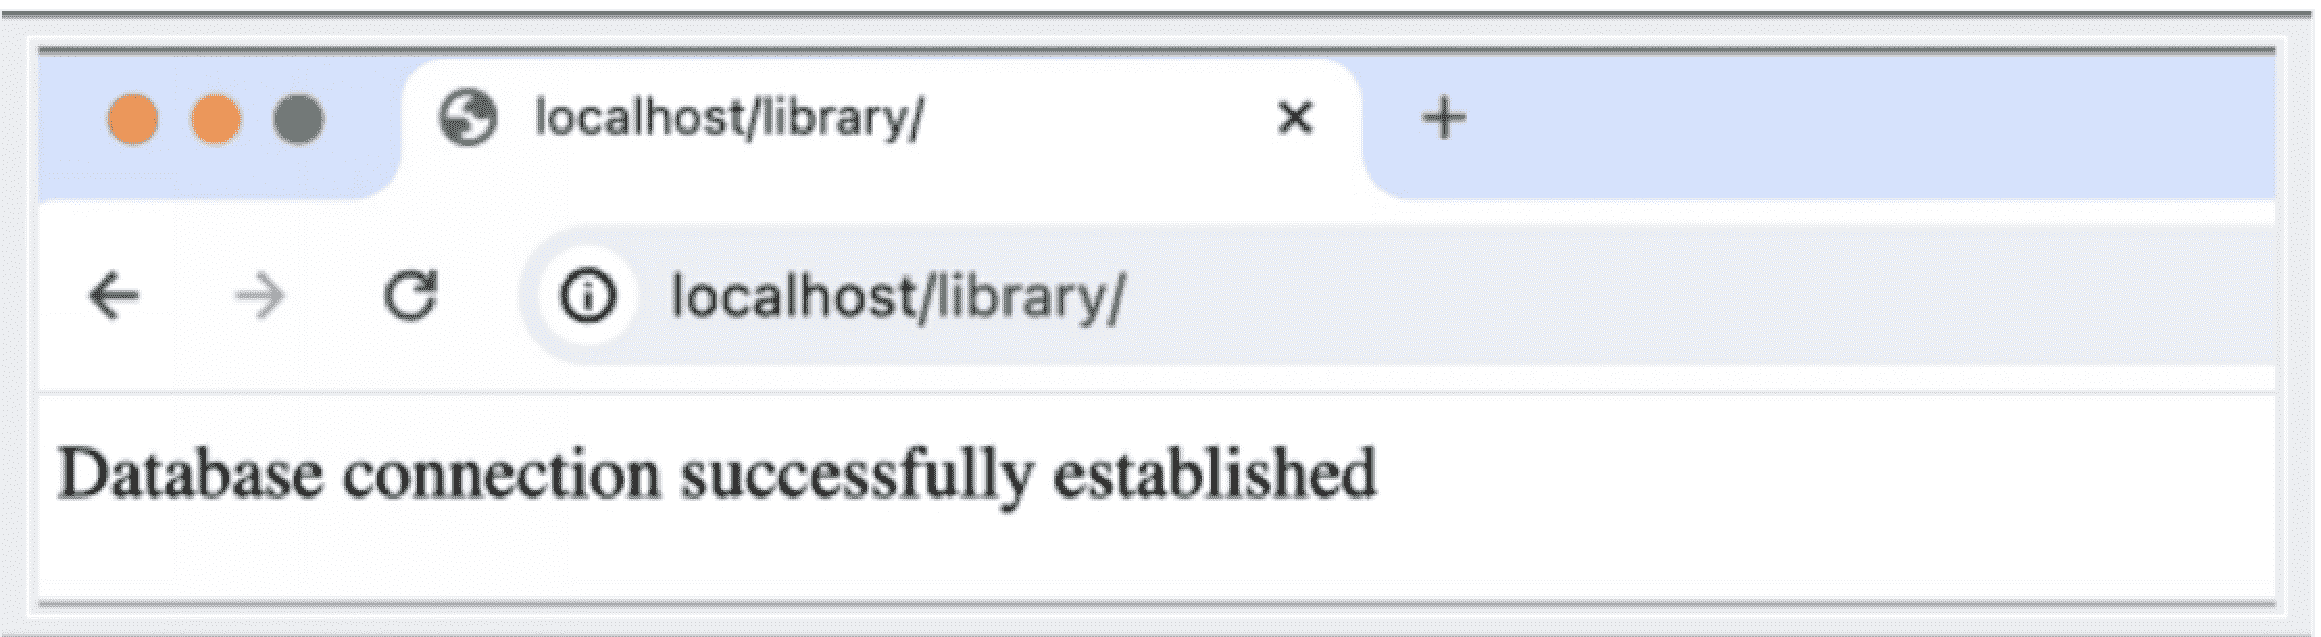 localhost/library/
localhost/library/
Database connection successfully established